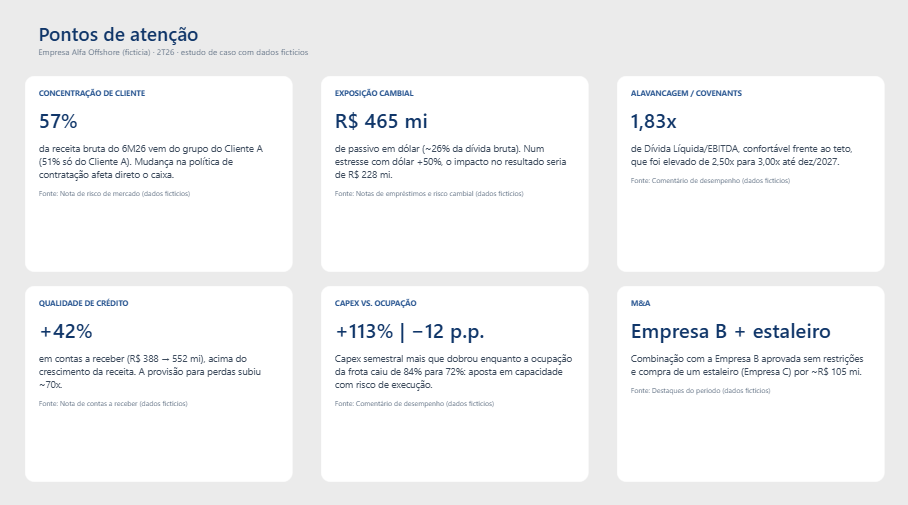 Pontos de atenção
Empresa Alfa Offshore (fictícia) · 2T26 · estudo de caso com dados fictícios
CONCENTRAÇÃO DE CLIENTE
57%
da receita bruta do 6M26 vem do grupo do Cliente A
(51% só do Cliente A). Mudança na política de
contratação afeta direto o caixa.
Fonte: Nota de risco de mercado (dados fictícios)
EXPOSIÇÃO CAMBIAL
R$ 465 mi
de passivo em dólar (~26% da dívida bruta). Num
estresse com dólar +50%, o impacto no resultado seria
de R$ 228 mi.
Fonte: Notas de empréstimos e risco cambial (dados fictícios)
ALAVANCAGEM / COVENANTS
1,83x
de Dívida Líquida/EBITDA, confortável frente ao teto,
que foi elevado de 2,50x para 3,00x até dez/2027.
Fonte: Comentário de desempenho (dados fictícios)
QUALIDADE DE CRÉDITO
+42%
em contas a receber (R$ 388 → 552 mi), acima do
crescimento da receita. A provisão para perdas subiu
~70x.
Fonte: Nota de contas a receber (dados fictícios)
CAPEX VS. OCUPAÇÃO
+113% | −12 p.p.
Capex semestral mais que dobrou enquanto a ocupação
da frota caiu de 84% para 72%: aposta em capacidade
com risco de execução.
Fonte: Comentário de desempenho (dados fictícios)
M&A
Empresa B + estaleiro
Combinação com a Empresa B aprovada sem restrições
e compra de um estaleiro (Empresa C) por ~R$ 105 mi.
Fonte: Destaques do período (dados fictícios)